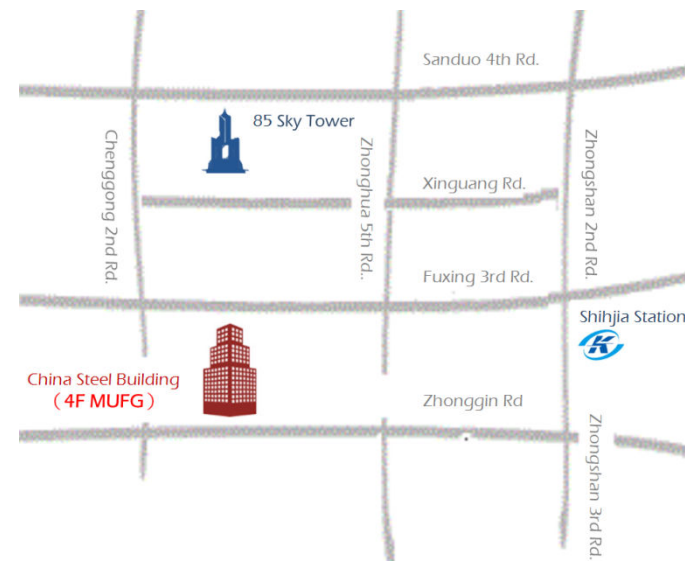 Sanduo 4th Rd.
85 Sky Tower
Chenggong 2nd Rd.
Zhonghua 5th Rd..
Zhongshan 2nd Rd.
Xinguang Rd.
Fuxing 3rd Rd.
Shihjia Station
K
China Steel Building
( 4F MUFG )
Zhonggin Rd
Zhongshan 3rd Rd.